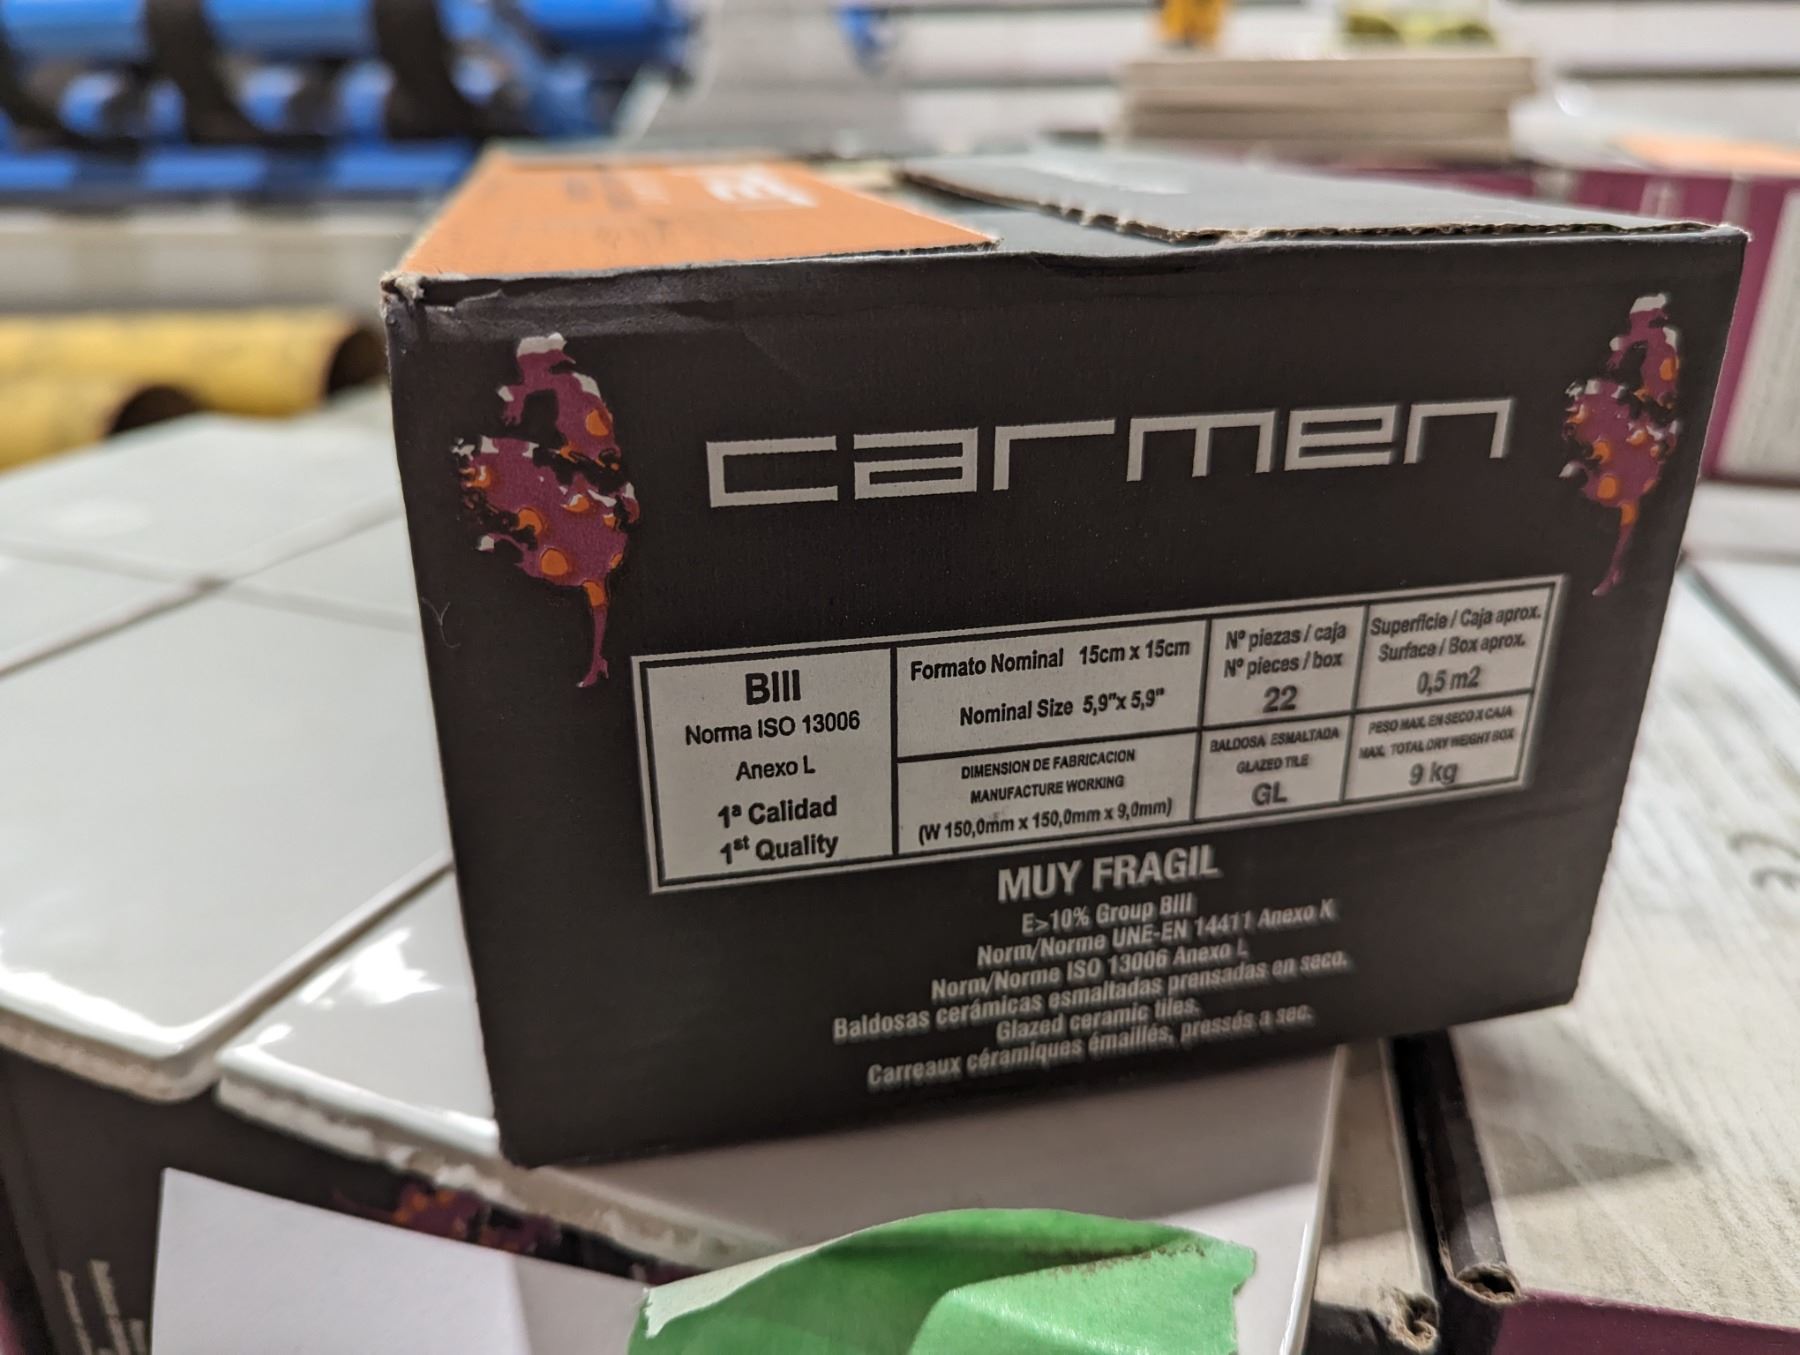 carmen
BIII
Norma ISO 13006
Anexo L
1ª Calidad
1st Quality
Formato Nominal 15cm x 15cm
Nominal Size 5,9"x 5,9"
DIMENSION DE FABRICACION
MANUFACTURE WORKING
(W 150,0mm x 150,0mm x 9,0mm)
Nº piezas / caja
Nº pieces / box
22
BALDOSA ESMALTADA
GLAZED TILE
GL
Superficie / Caja aprox.
Surface / Box aprox.
0,5 m2
PESO MAX. EN SECO X CAJA
MAX. TOTAL DRY WEIGHT BOX
9 kg
MUY FRAGIL
E>10% Group BIII
Norm/Norme UNE-EN 14411 Anexo K
Norm/Norme ISO 13006 Anexo L
Baldosas cerámicas esmaltadas prensadas en seco.
Glazed ceramic tiles.
Carreaux céramiques émaillés, pressés a sec.